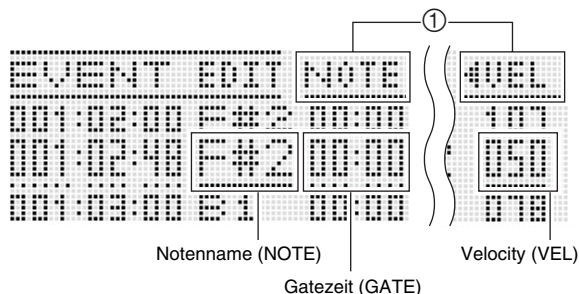 ①
EVENT EDIT NOTE ◀VEL
001:02:00 F#2 00:00 107
001:02:48 F#2 00:00 050
001:03:00 B1 00:00 078
Notenname (NOTE) Velocity (VEL)
Gatezeit (GATE)